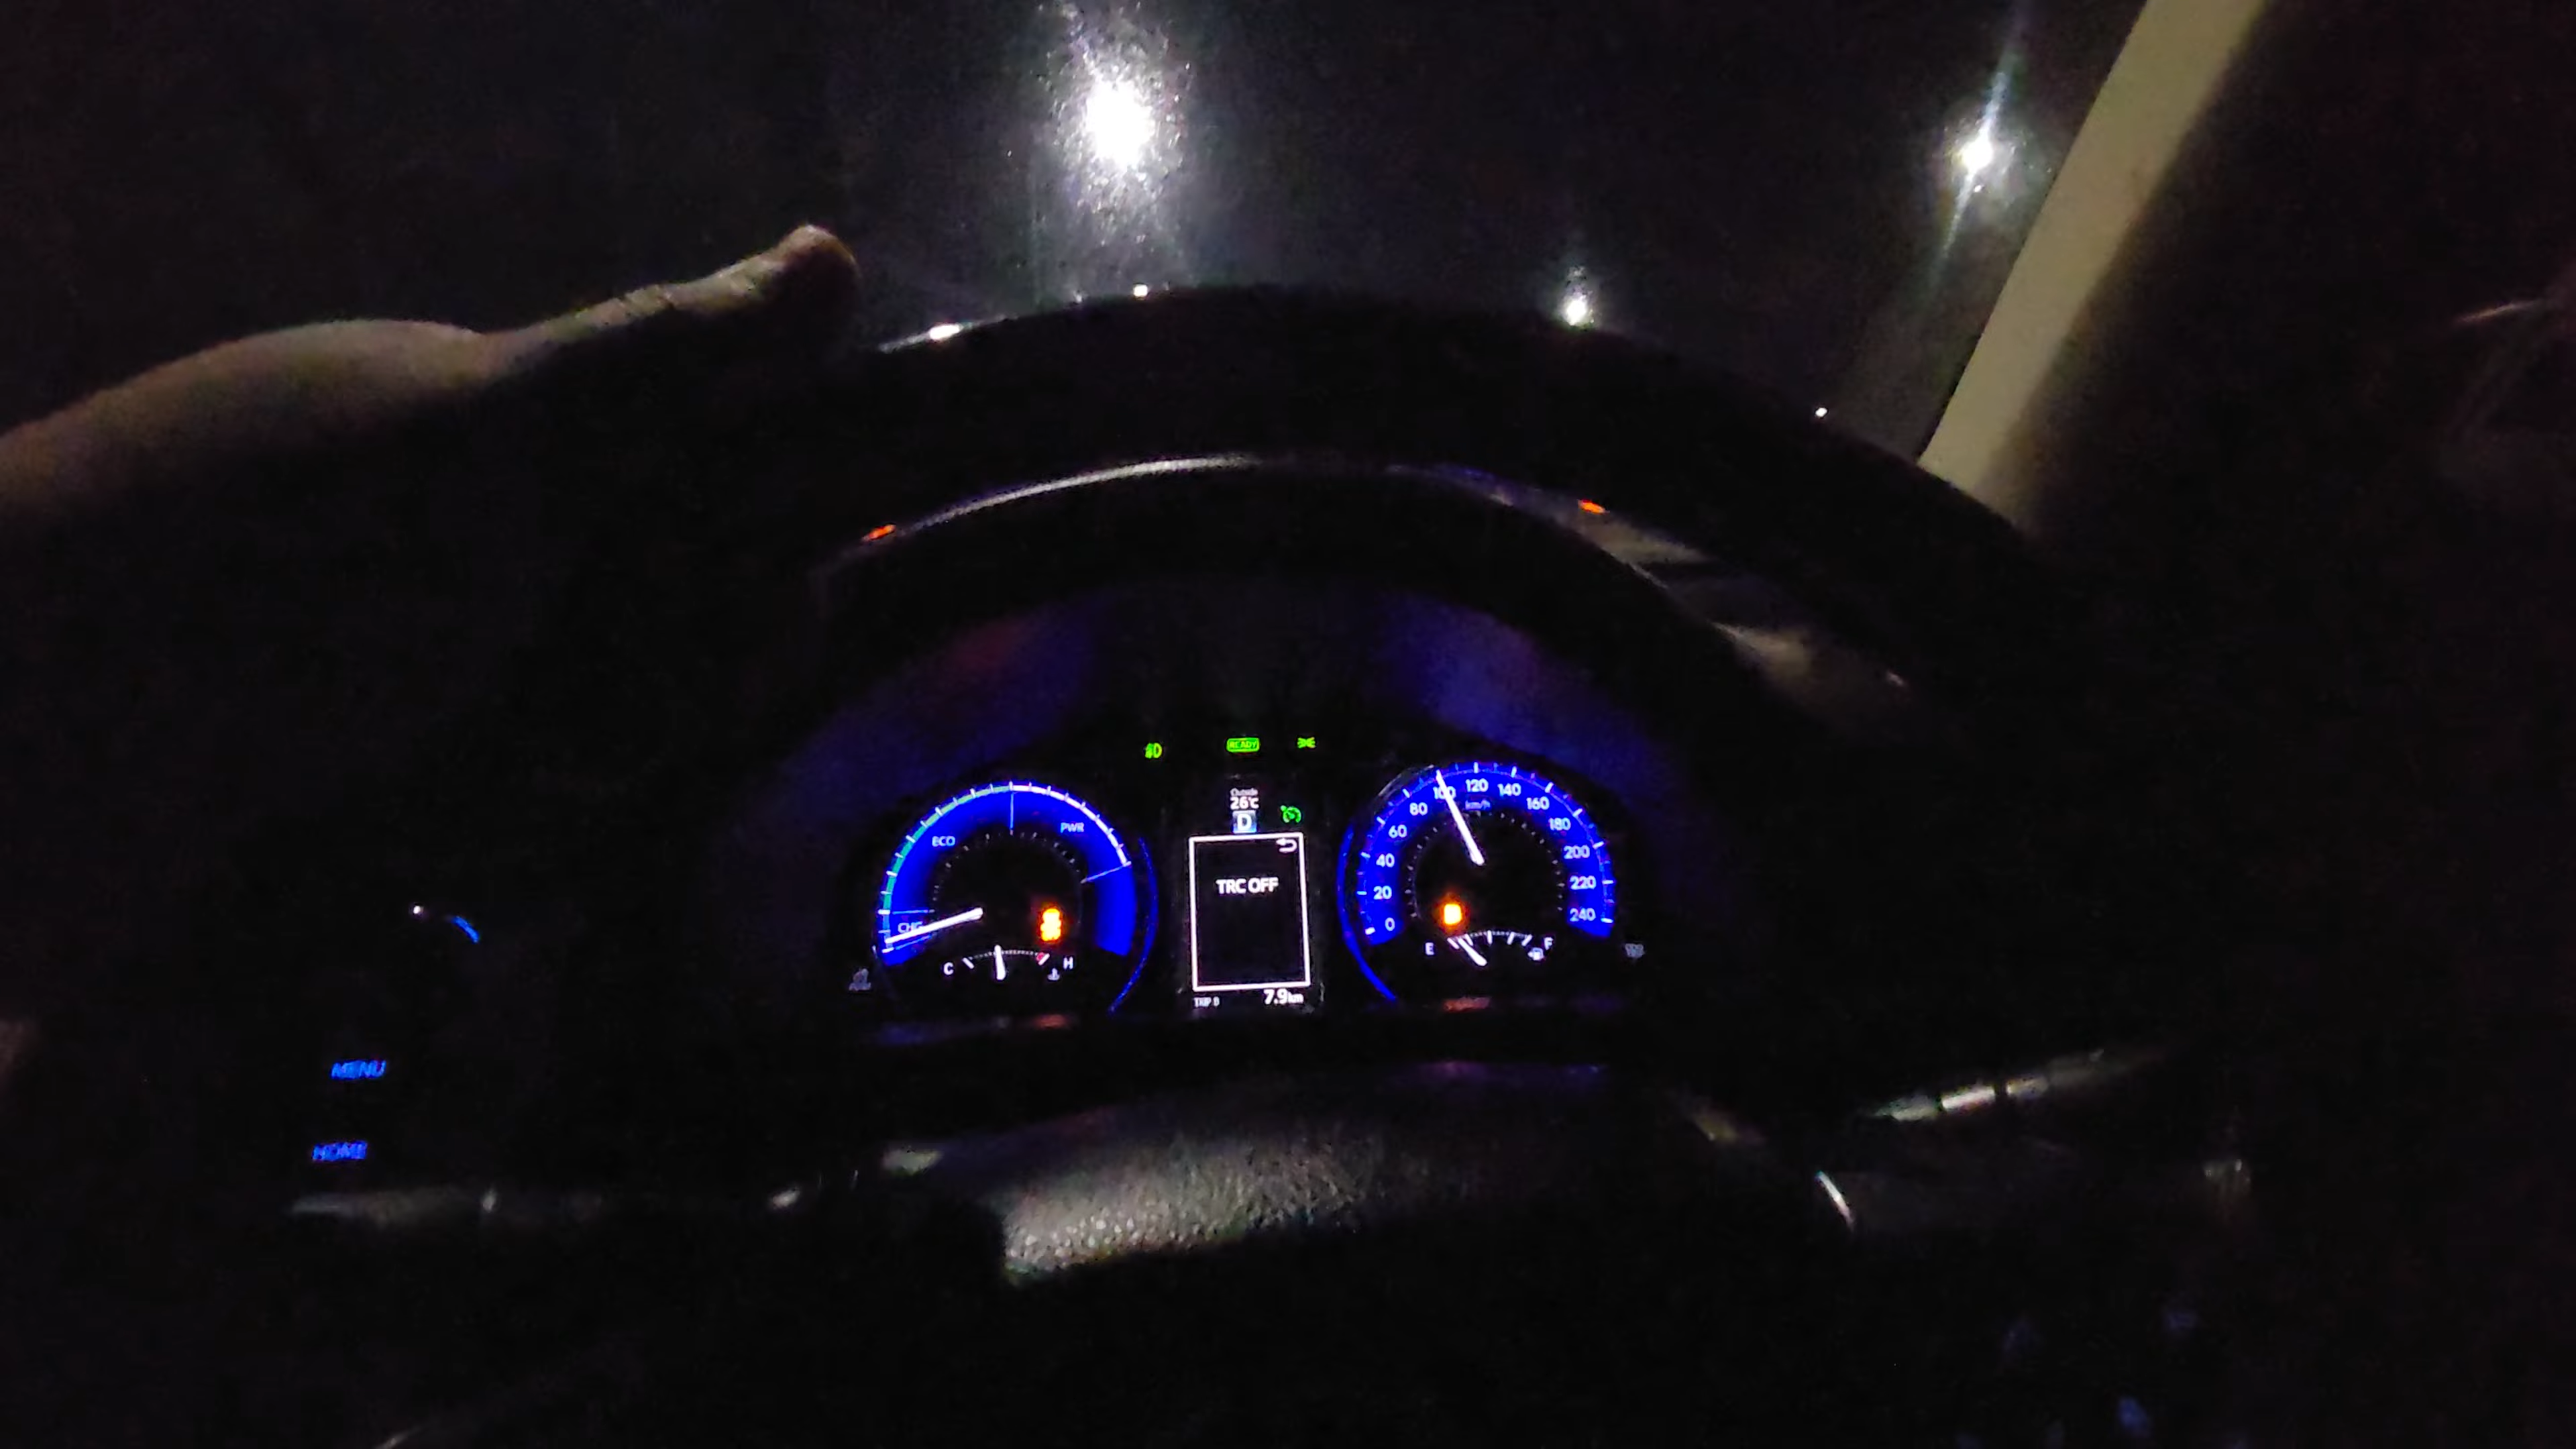 READY
Outside
26°C
D
ECO
PWR
CHG
C
H
TRC OFF
TRIP B
7.9km
0
20
40
60
80
100
120
140
160
180
200
220
240
km/h
E
F
MENU
HOME